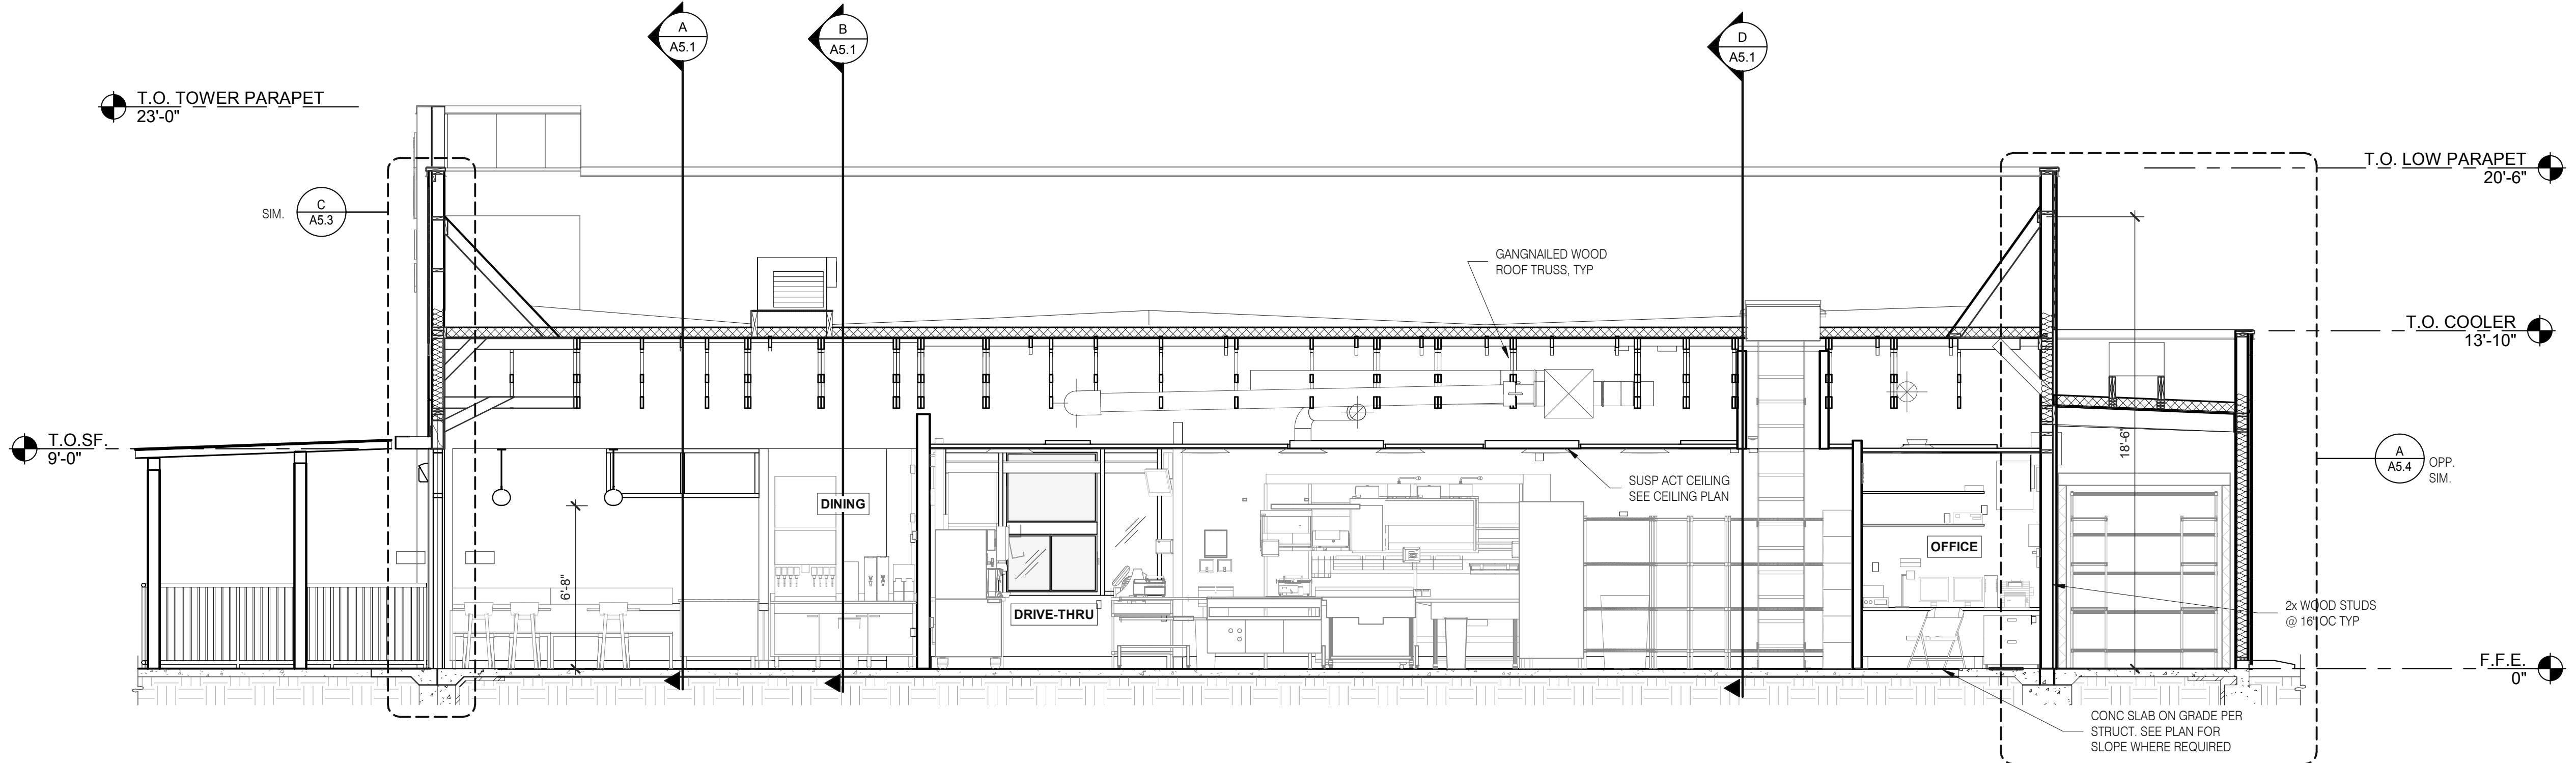 A
A5.1
B
A5.1
D
A5.1
T.O. TOWER PARAPET
23'-0"
T.O. LOW PARAPET
20'-6"
SIM.
C
A5.3
GANGNAILED WOOD
ROOF TRUSS, TYP
T.O. COOLER
13'-10"
T.O.SF.
9'-0"
18'-6"
A
A5.4
OPP.
SIM.
SUSP ACT CEILING
SEE CEILING PLAN
DINING
OFFICE
6'-8"
DRIVE-THRU
2x WOOD STUDS
@ 16" OC TYP
F.F.E.
0"
CONC SLAB ON GRADE PER
STRUCT. SEE PLAN FOR
SLOPE WHERE REQUIRED